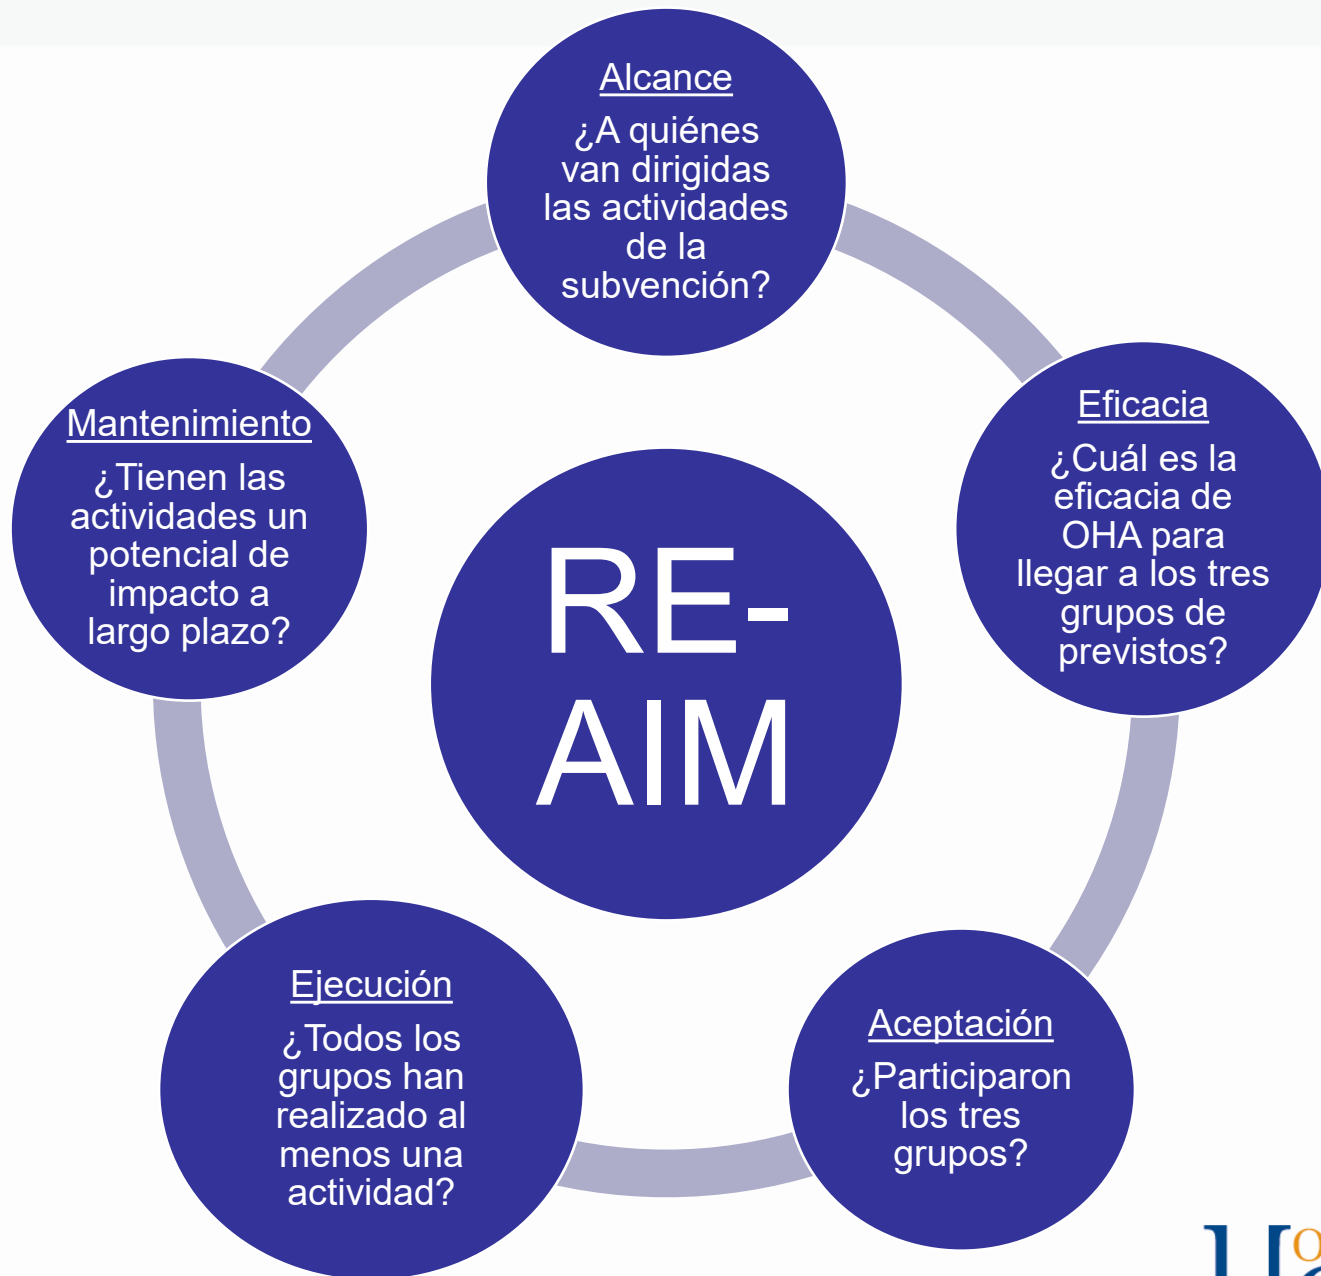 Alcance
¿A quiénes
van dirigidas
las actividades
de la
subvención?
Eficacia
¿Cuál es la
eficacia de
OHA para
llegar a los tres
grupos de
previstos?
Aceptación
¿Participaron
los tres
grupos?
Ejecución
¿Todos los
grupos han
realizado al
menos una
actividad?
Mantenimiento
¿Tienen las
actividades un
potencial de
impacto a
largo plazo?
RE-
AIM